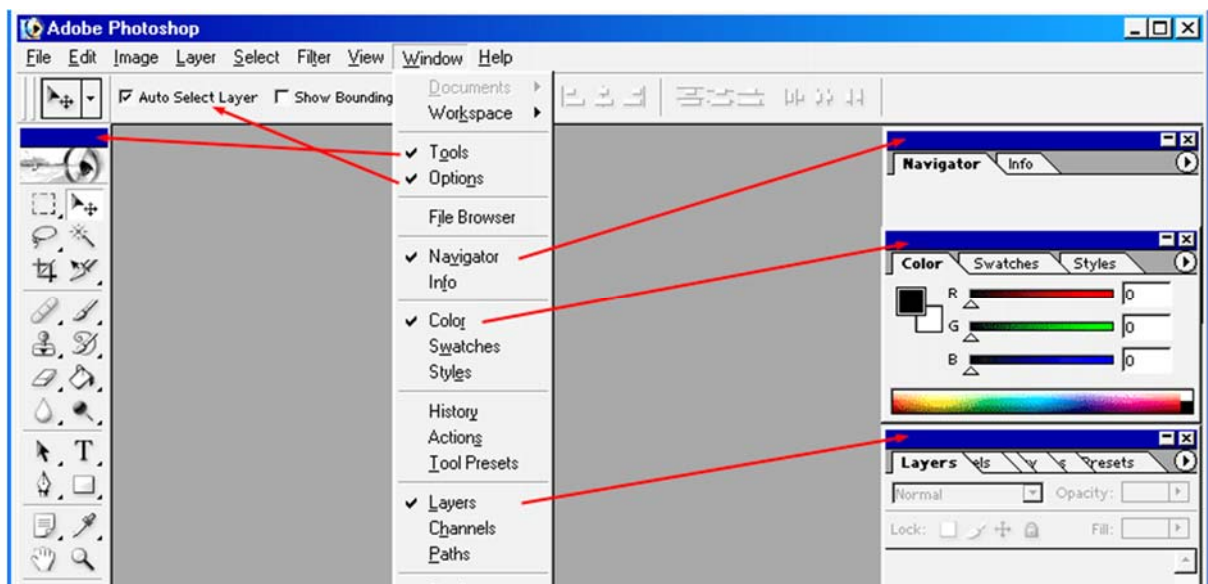 Adobe Photoshop
File Edit Image Layer Select Filter View Window Help
Auto Select Layer Show Bounding
Documents
Workspace
Tools
Options
File Browser
Navigator
Info
Color
Swatches
Styles
History
Actions
Tool Presets
Layers
Channels
Paths
Navigator Info
Color Swatches Styles
R 0
G 0
B 0
Layers els y s Presets
Normal Opacity:
Lock: Fill:
T